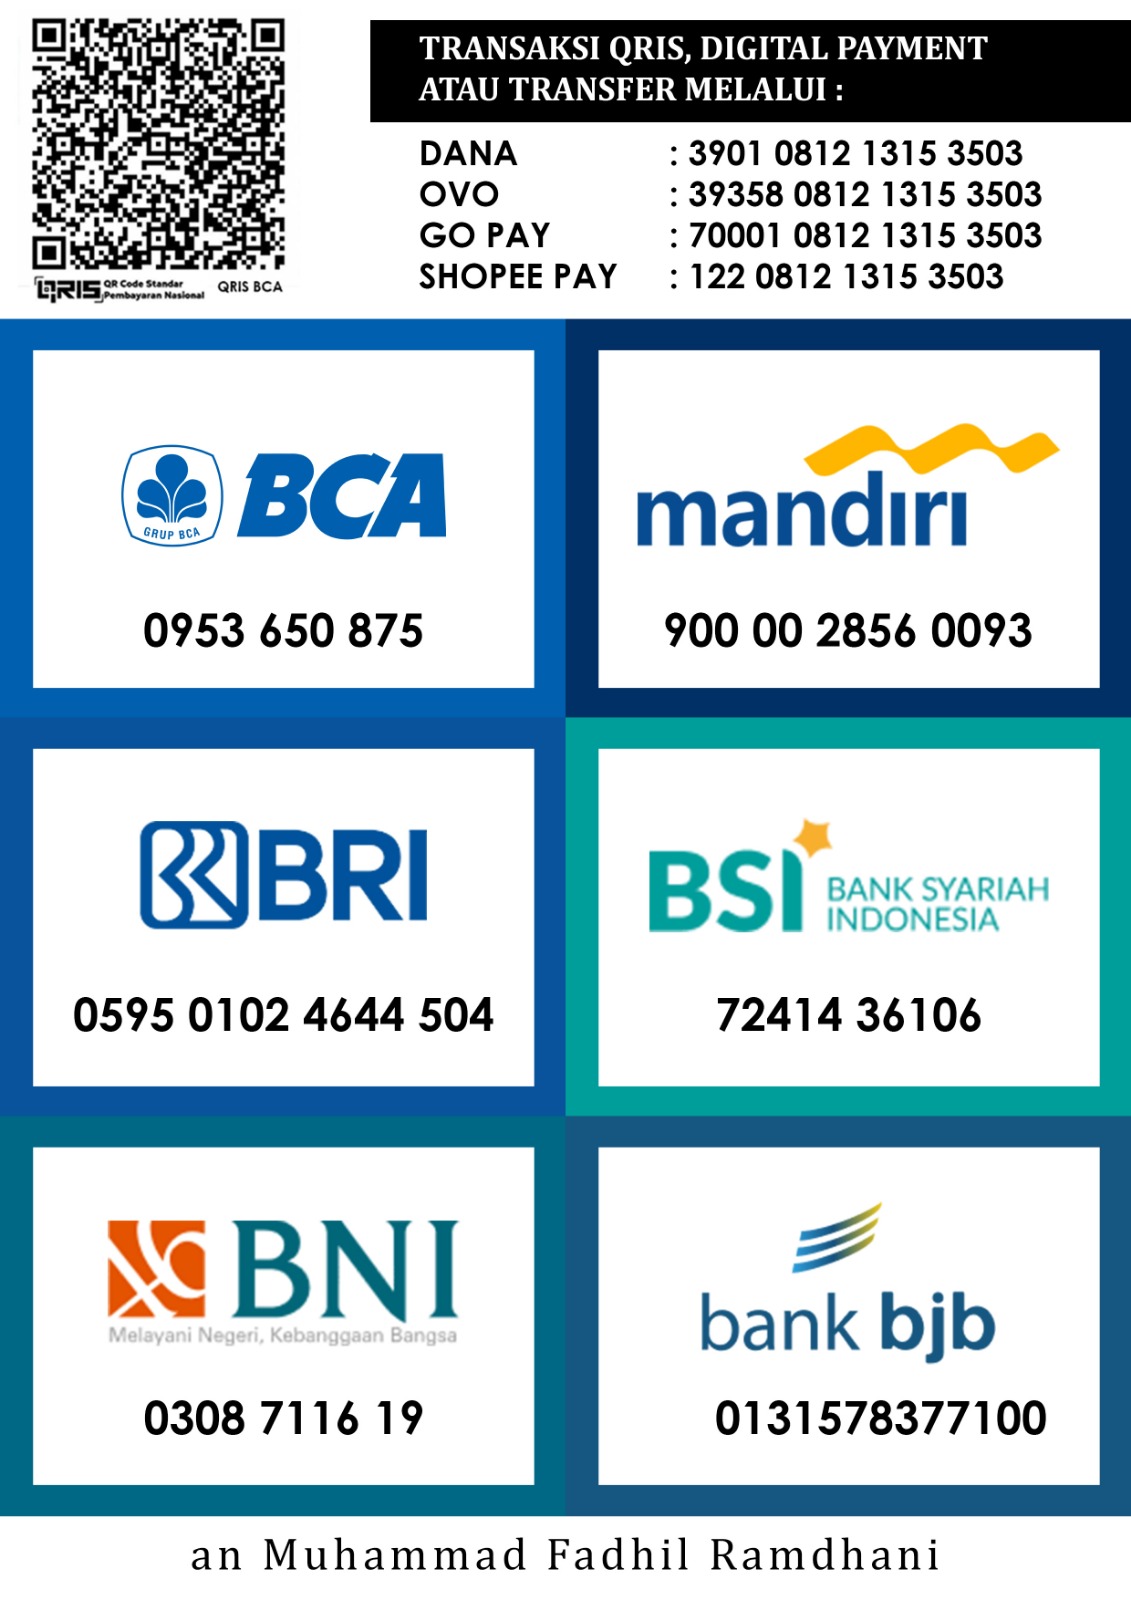 TRANSAKSI QRIS, DIGITAL PAYMENT
ATAU TRANSFER MELALUI :
DANA : 3901 0812 1315 3503
OVO : 39358 0812 1315 3503
GO PAY : 70001 0812 1315 3503
SHOPEE PAY : 122 0812 1315 3503
QRIS QR Code Standar
Pembayaran Nasional
QRIS BCA
GRUP BCA
BCA
0953 650 875
mandırı
900 00 2856 0093
BRI
0595 0102 4644 504
BSI BANK SYARIAH
INDONESIA
72414 36106
BNI
Melayani Negeri, Kebanggaan Bangsa
0308 7116 19
bank bjb
0131578377100
an Muhammad Fadhil Ramdhani